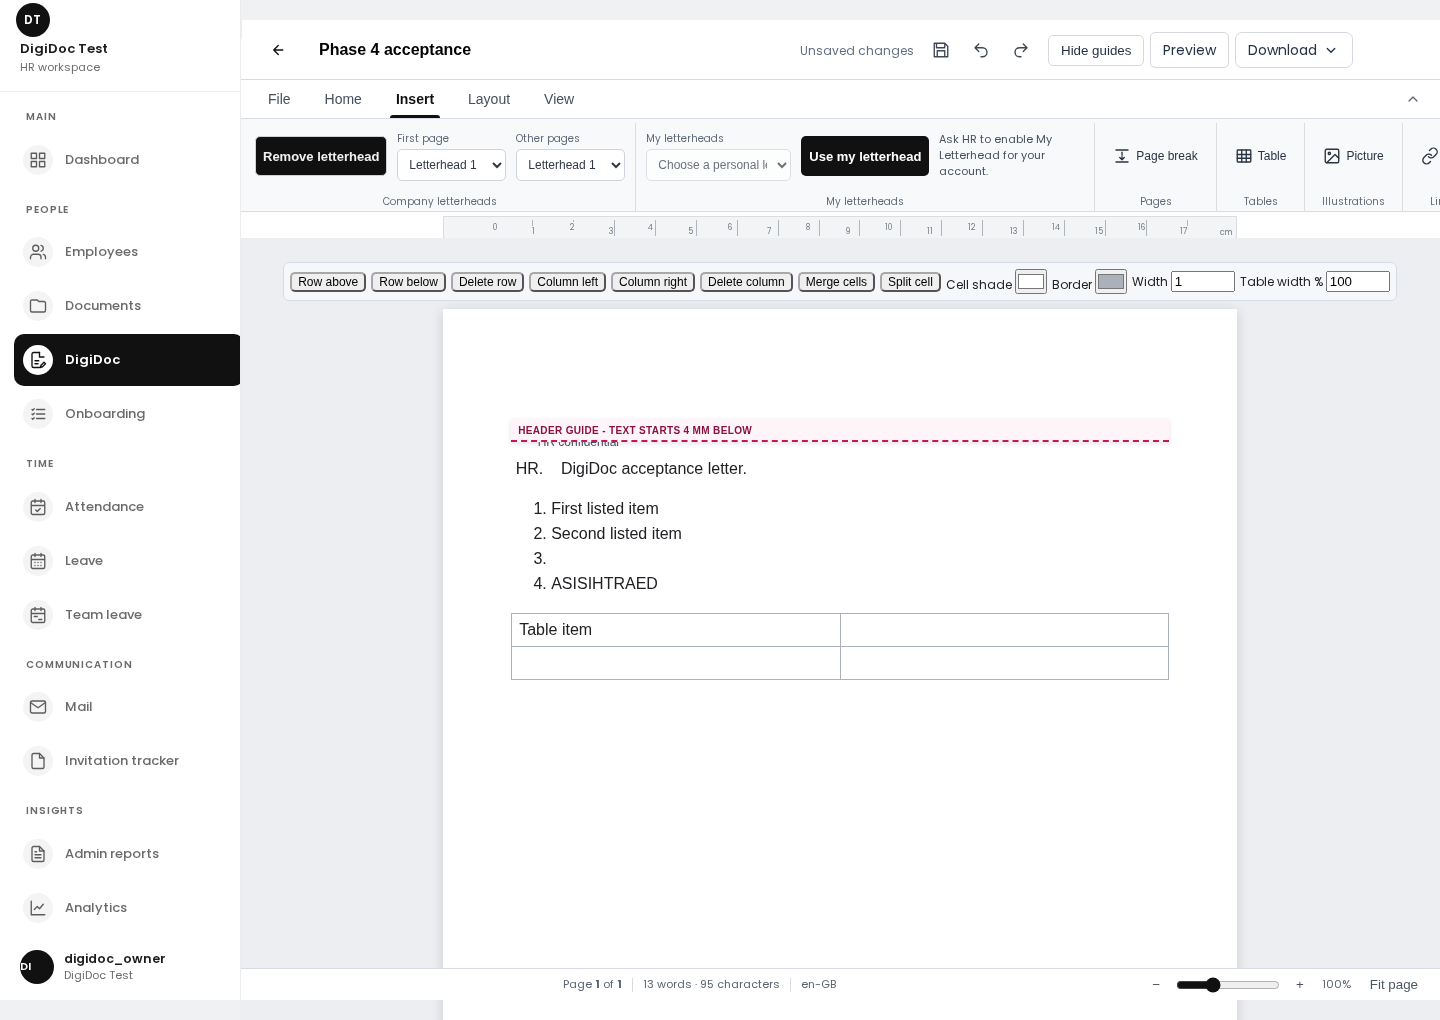 DT
DigiDoc Test
HR workspace
MAIN
Dashboard
PEOPLE
Employees
Documents
DigiDoc
Onboarding
TIME
Attendance
Leave
Team leave
COMMUNICATION
Mail
Invitation tracker
INSIGHTS
Admin reports
Analytics
DI
digidoc_owner
DigiDoc Test
Phase 4 acceptance
Unsaved changes
Hide guides
Preview
Download
File Home Insert Layout View
Remove letterhead
First page
Letterhead 1
Other pages
Letterhead 1
Company letterheads
My letterheads
Choose a personal le
Use my letterhead
Ask HR to enable My
Letterhead for your
account.
My letterheads
Page break
Pages
Table
Tables
Picture
Illustrations
0 1 2 3 4 5 6 7 8 9 10 11 12 13 14 15 16 17 cm
Row above Row below Delete row Column left Column right Delete column Merge cells Split cell Cell shade Border Width 1 Table width % 100
HEADER GUIDE - TEXT STARTS 4 MM BELOW
HR confidential
HR. DigiDoc acceptance letter.
1. First listed item
2. Second listed item
3.
4. ASISIHTRAED
Table item
Page 1 of 1
13 words · 95 characters
en-GB
− + 100% Fit page